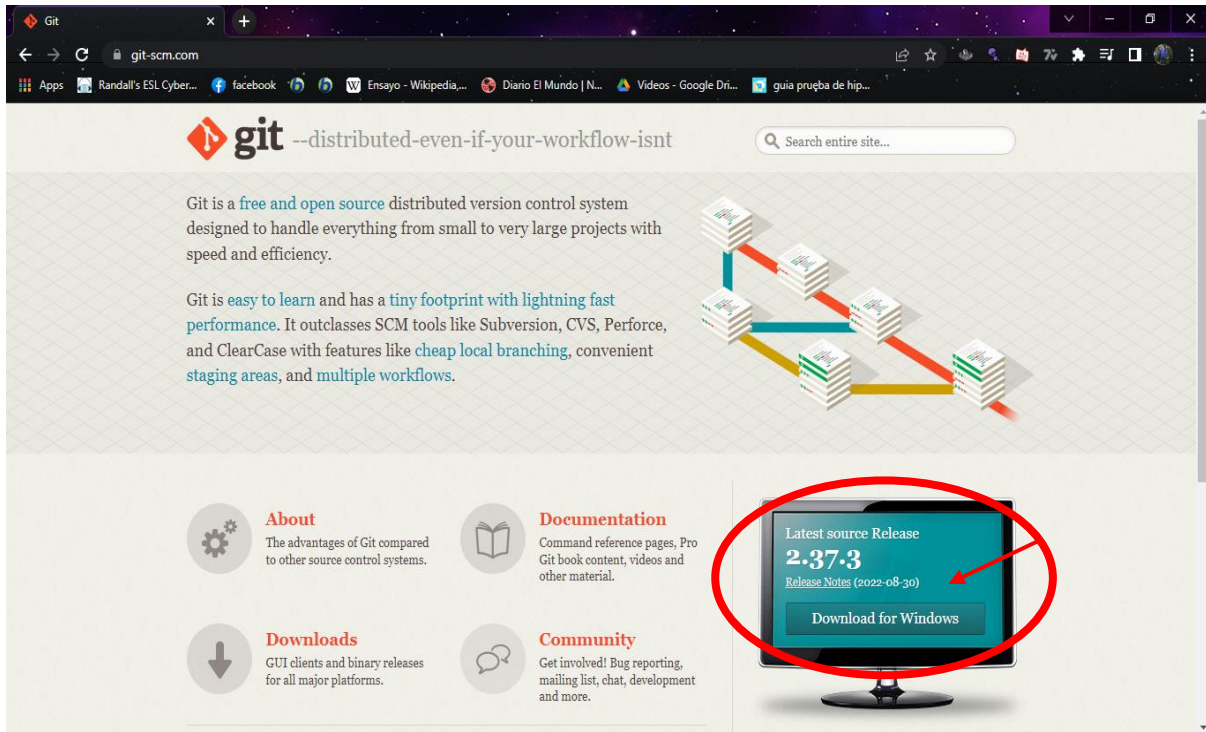 Git
git-scm.com
Apps Randall's ESL Cyber... facebook Ensayo - Wikipedia,... Diario El Mundo | N... Videos - Google Dri... guia prueba de hip...
git --distributed-even-if-your-workflow-isnt
Search entire site...
Git is a free and open source distributed version control system
designed to handle everything from small to very large projects with
speed and efficiency.
Git is easy to learn and has a tiny footprint with lightning fast
performance. It outclasses SCM tools like Subversion, CVS, Perforce,
and ClearCase with features like cheap local branching, convenient
staging areas, and multiple workflows.
About
The advantages of Git compared
to other source control systems.
Documentation
Command reference pages, Pro
Git book content, videos and
other material.
Downloads
GUI clients and binary releases
for all major platforms.
Community
Get involved! Bug reporting,
mailing list, chat, development
and more.
Latest source Release
2.37.3
Release Notes (2022-08-30)
Download for Windows